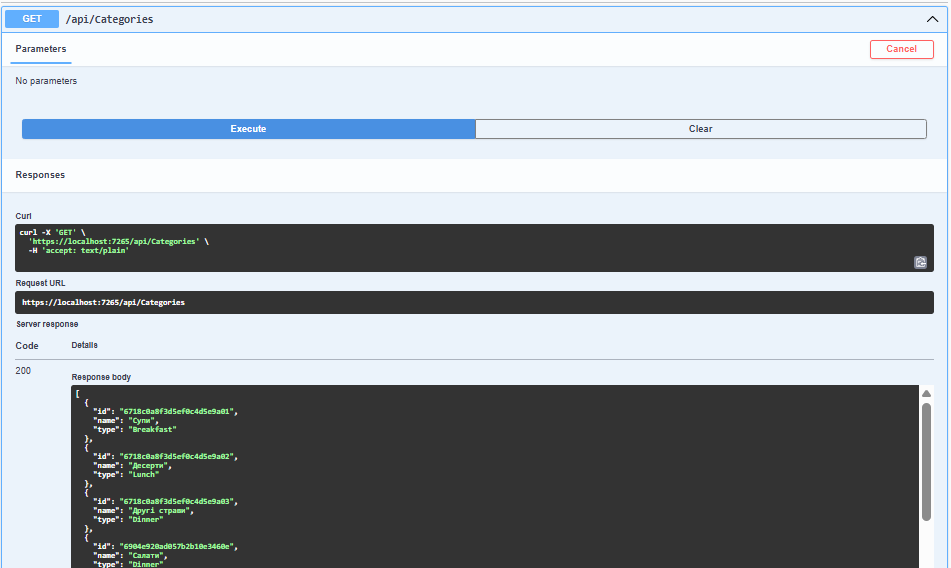 GET /api/Categories
Parameters
Cancel
No parameters
Execute
Clear
Responses
Curl
curl -X 'GET' \
'https://localhost:7265/api/Categories' \
-H 'accept: text/plain'
Request URL
https://localhost:7265/api/Categories
Server response
Code
Details
200
Response body
[
{
"id": "6718c0a8f3d5ef0c4d5e9a01",
"name": "Супи",
"type": "Breakfast"
},
{
"id": "6718c0a8f3d5ef0c4d5e9a02",
"name": "Десерти",
"type": "Lunch"
},
{
"id": "6718c0a8f3d5ef0c4d5e9a03",
"name": "Другі страви",
"type": "Dinner"
},
{
"id": "6904e920ad057b2b10e3460e",
"name": "Салати",
"type": "Dinner"